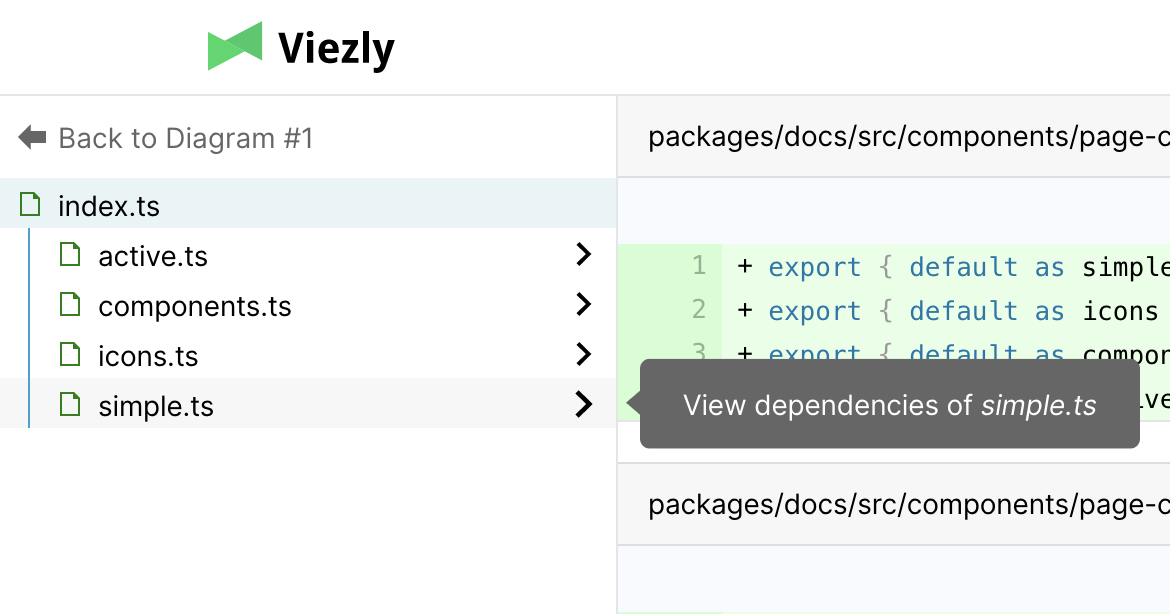 Viezly
Back to Diagram #1
index.ts
active.ts
components.ts
icons.ts
simple.ts
packages/docs/src/components/page-c
1 + export { default as simple
2 + export { default as icons
3 + export { default as compon
View dependencies of simple.ts
packages/docs/src/components/page-c